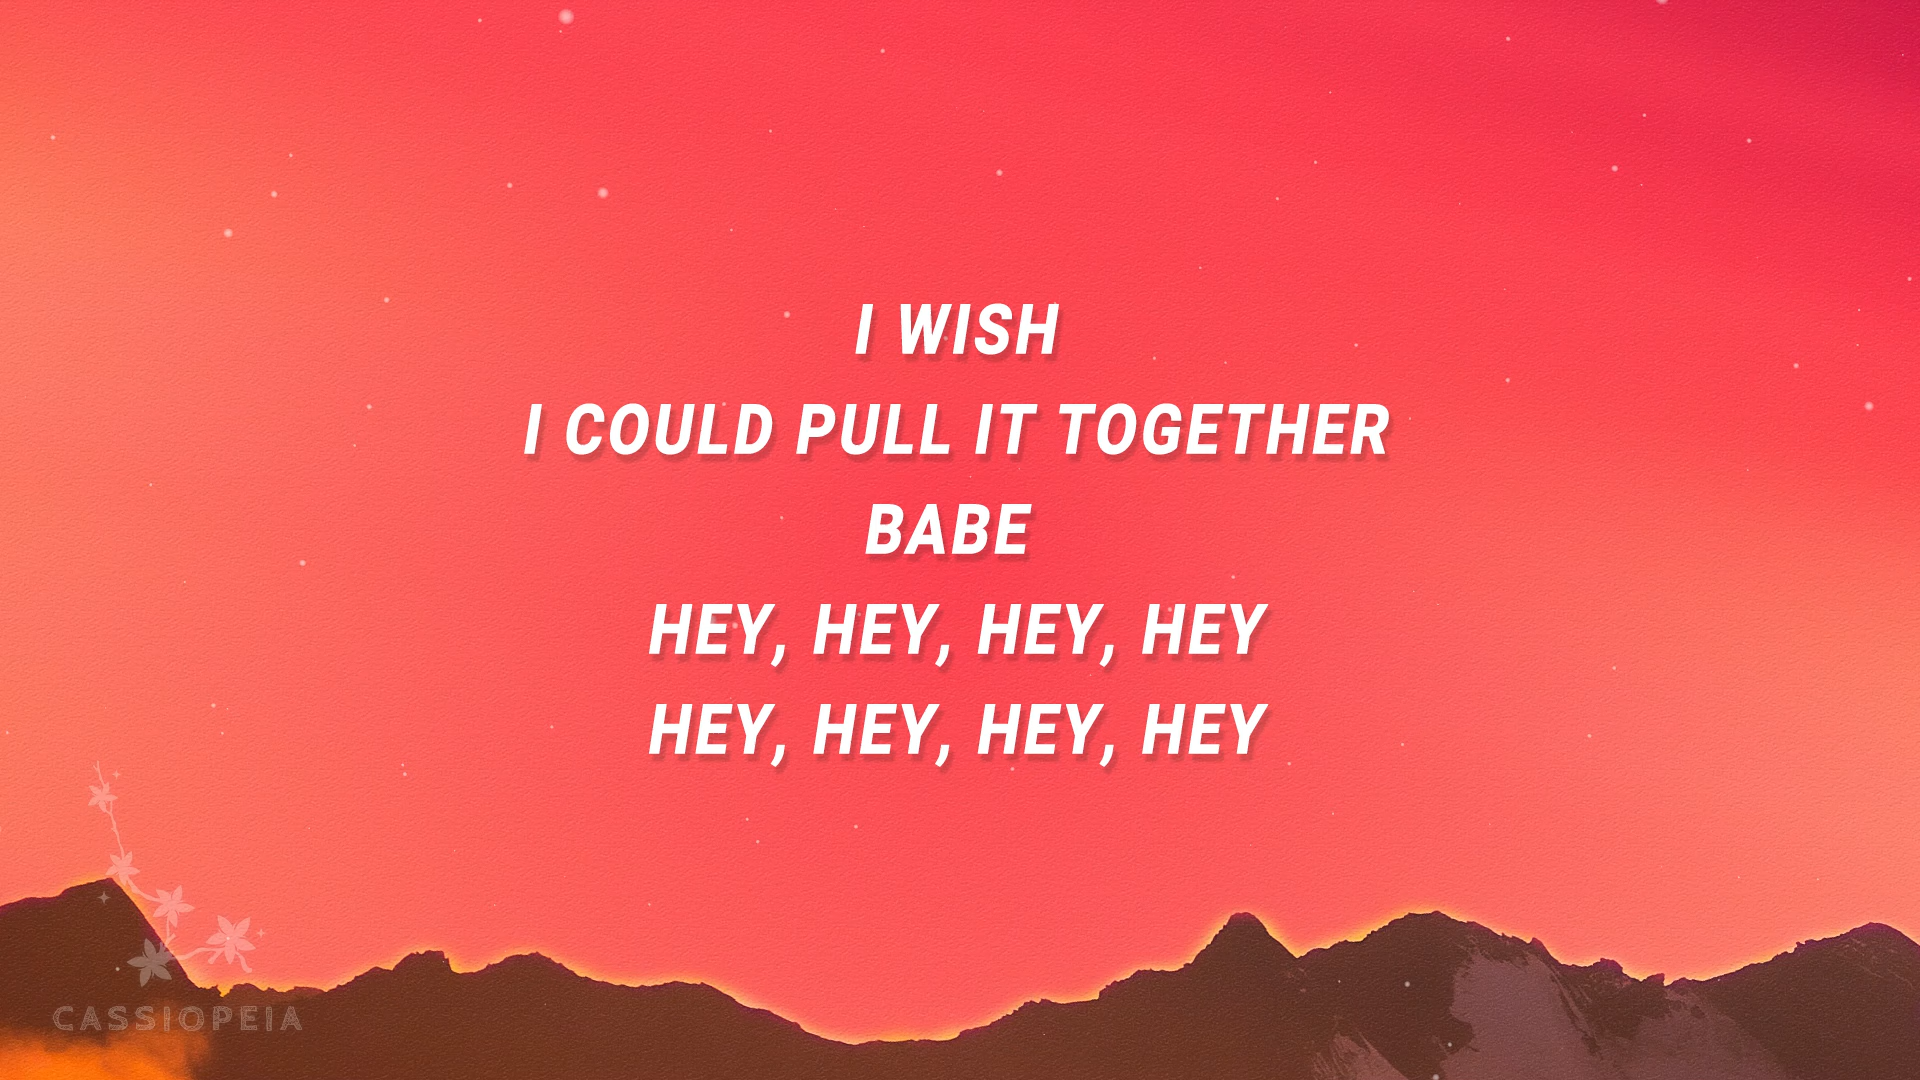 I WISH
I COULD PULL IT TOGETHER
BABE
HEY, HEY, HEY, HEY
HEY, HEY, HEY, HEY
CASSIOPEIA